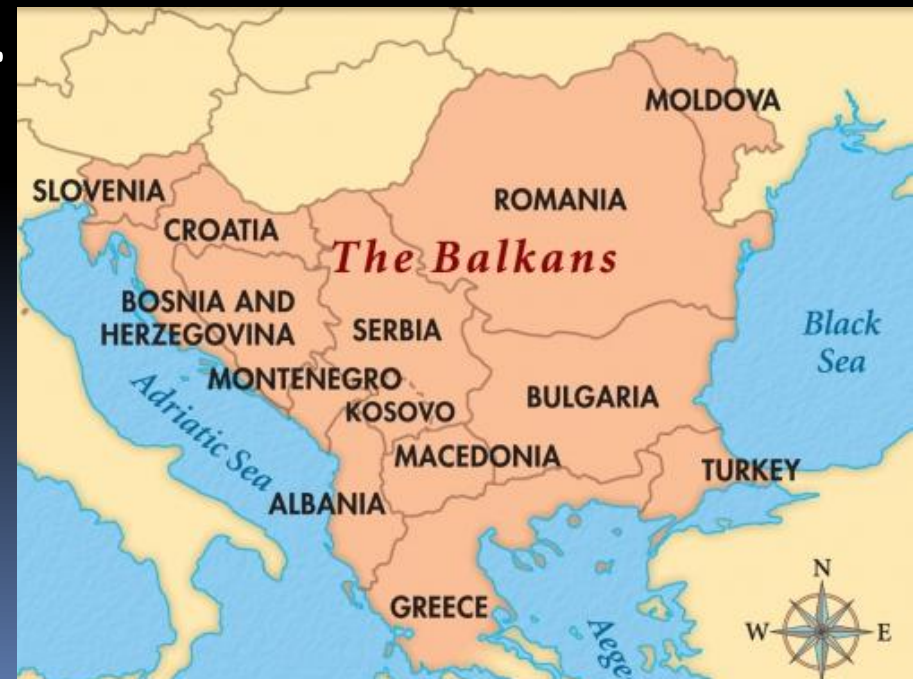 MOLDOVA
SLOVENIA
ROMANIA
CROATIA
The Balkans
BOSNIA AND
HERZEGOVINA
SERBIA
Black
Sea
MONTENEGRO
Adriatic Sea
KOSOVO
BULGARIA
MACEDONIA
TURKEY
ALBANIA
GREECE
Aege
N
W
E